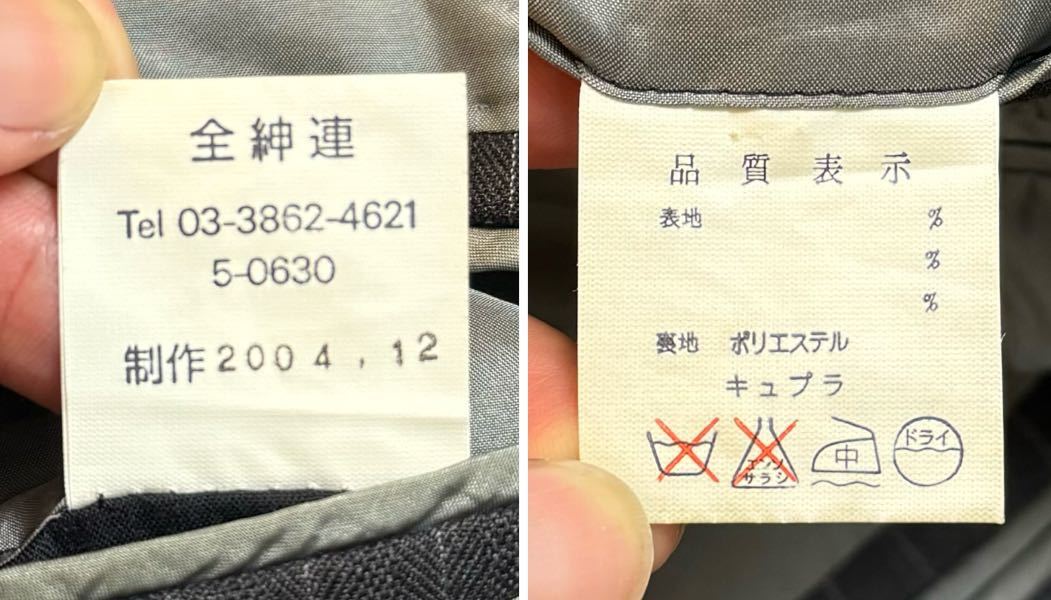 全紳連
Tel 03-3862-4621
5-0630
制作2004,12
品質表示
表地 %
%
%
裏地 ポリエステル
キュプラ
エンソ
サラシ
中
ドライ